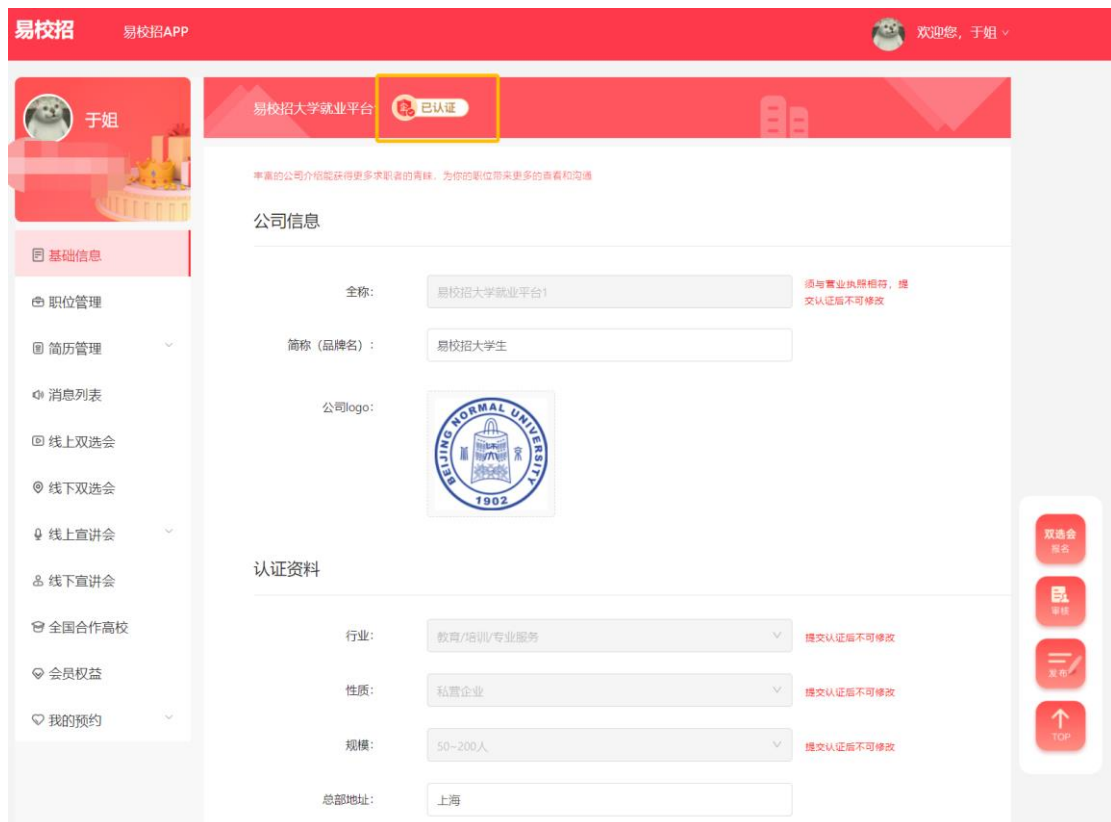 易校招
易校招APP
欢迎您，于姐
于姐
易校招大学就业平台1
已认证
丰富的公司介绍能获得更多求职者的青睐，为你的职位带来更多的查看和沟通
公司信息
基础信息
职位管理
简历管理
消息列表
线上双选会
线下双选会
线上宣讲会
线下宣讲会
全国合作高校
会员权益
我的预约
全称：
易校招大学就业平台1
须与营业执照相符，提
交认证后不可修改
简称（品牌名）：
易校招大学生
公司logo：
BEIJING NORMAL UNIVERSITY
1902
认证资料
行业：
教育/培训/专业服务
提交认证后不可修改
性质：
私营企业
提交认证后不可修改
规模：
50-200人
提交认证后不可修改
总部地址：
上海
双选会
报名
审核
发布
TOP